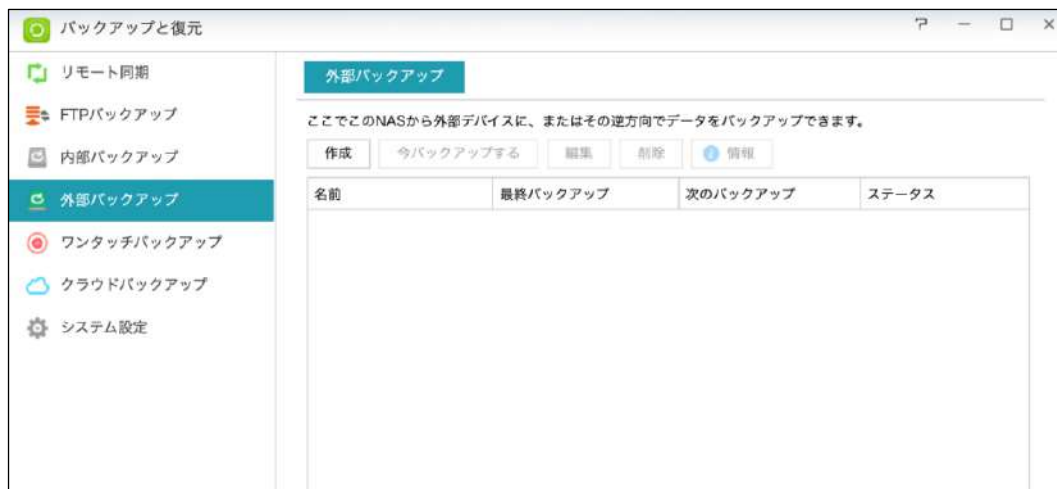 バックアップと復元
リモート同期
FTPバックアップ
内部バックアップ
外部バックアップ
ワンタッチバックアップ
クラウドバックアップ
システム設定
外部バックアップ
ここでこのNASから外部デバイスに、またはその逆方向でデータをバックアップできます。
作成 今バックアップする 編集 削除 情報
名前 最終バックアップ 次のバックアップ ステータス